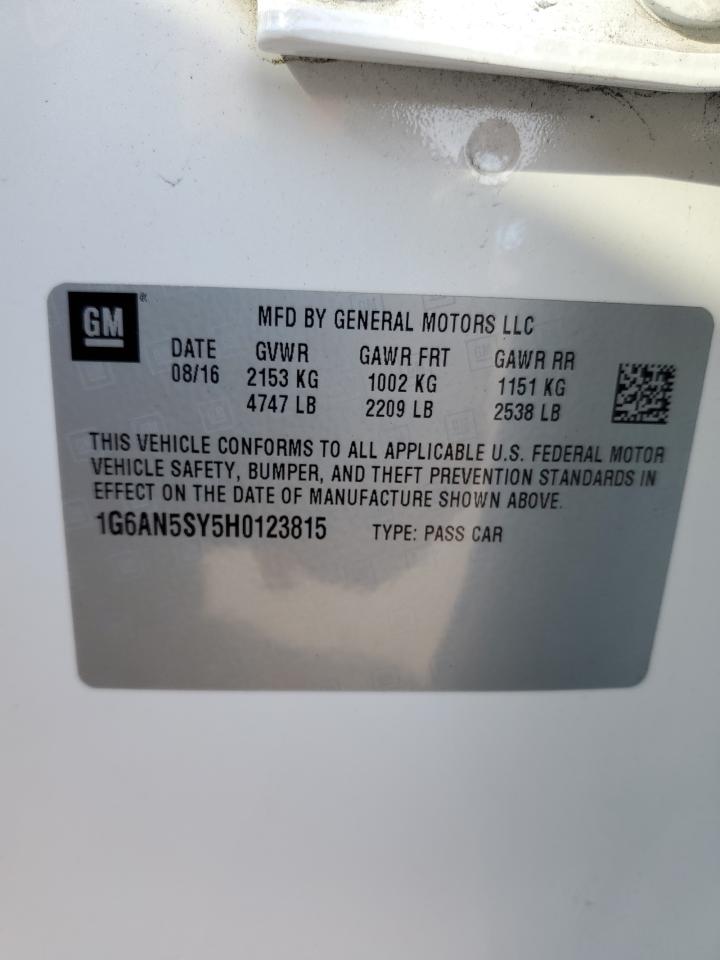 GM ®
MFD BY GENERAL MOTORS LLC
DATE GVWR GAWR FRT GAWR RR
08/16 2153 KG 1002 KG 1151 KG
4747 LB 2209 LB 2538 LB
THIS VEHICLE CONFORMS TO ALL APPLICABLE U.S. FEDERAL MOTOR
VEHICLE SAFETY, BUMPER, AND THEFT PREVENTION STANDARDS IN
EFFECT ON THE DATE OF MANUFACTURE SHOWN ABOVE.
1G6AN5SY5H0123815 TYPE: PASS CAR